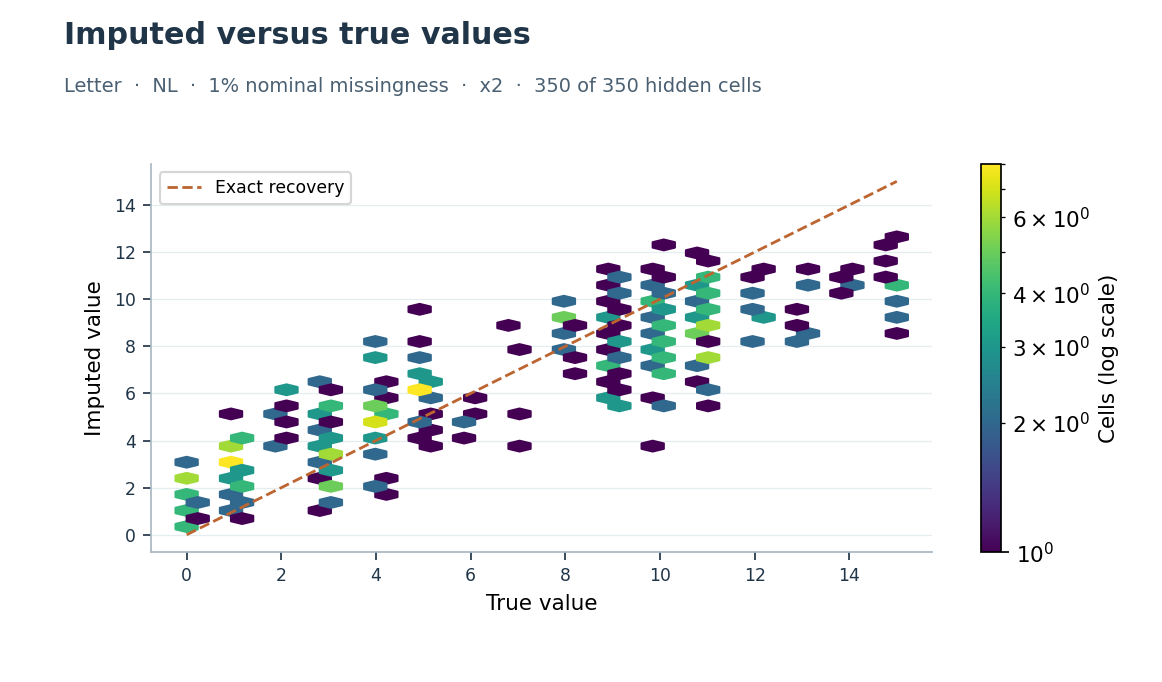 Imputed versus true values
Letter · NL · 1% nominal missingness · x2 · 350 of 350 hidden cells
Exact recovery
14
12
10
8
6
4
2
0
Imputed value
0 2 4 6 8 10 12 14
True value
6 × 10⁰
4 × 10⁰
3 × 10⁰
2 × 10⁰
10⁰
Cells (log scale)